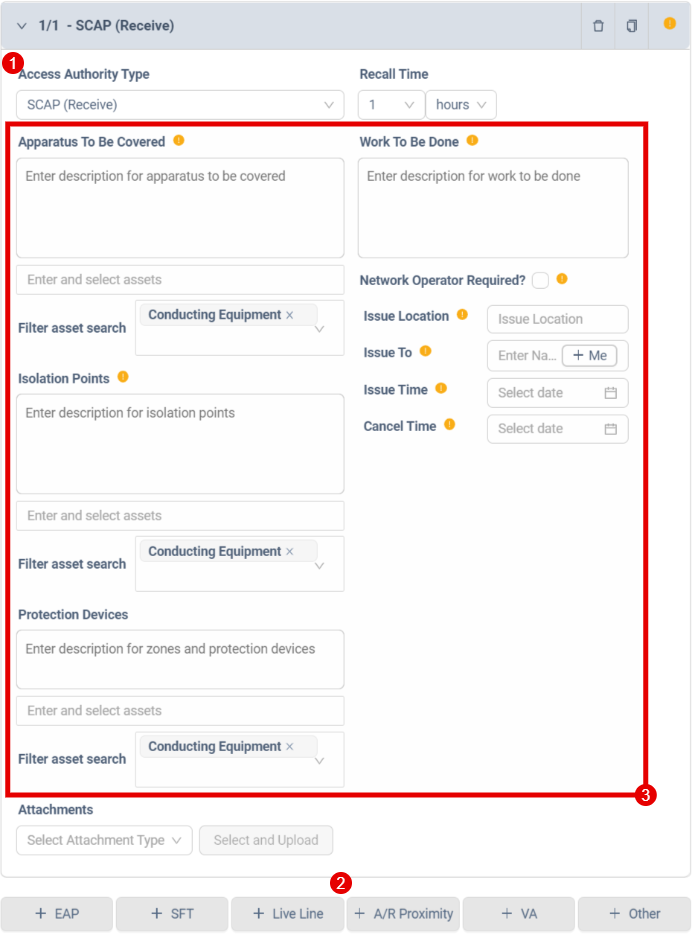 1/1 - SCAP (Receive)
1
Access Authority Type
Recall Time
SCAP (Receive)
1
hours
Apparatus To Be Covered
Work To Be Done
Enter description for apparatus to be covered
Enter description for work to be done
Enter and select assets
Network Operator Required?
Filter asset search
Conducting Equipment ×
Issue Location
Issue Location
Issue To
Enter Na...
+ Me
Isolation Points
Issue Time
Select date
Enter description for isolation points
Cancel Time
Select date
Enter and select assets
Filter asset search
Conducting Equipment ×
Protection Devices
Enter description for zones and protection devices
Enter and select assets
Filter asset search
Conducting Equipment ×
3
Attachments
Select Attachment Type
Select and Upload
2
+ EAP
+ SFT
+ Live Line
+ A/R Proximity
+ VA
+ Other